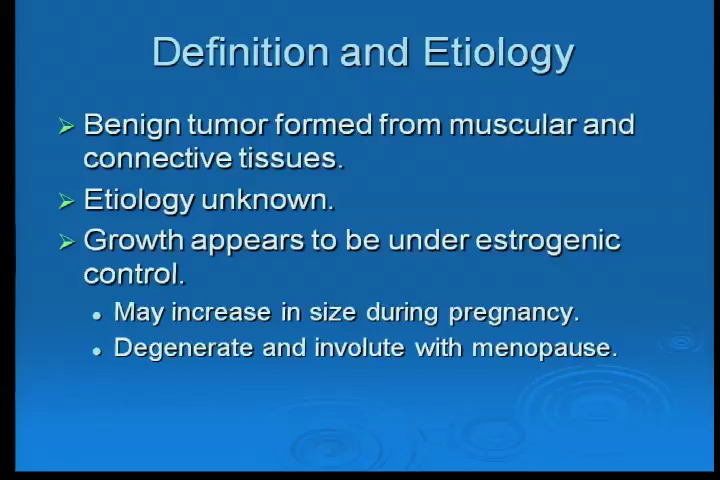 Definition and Etiology
Benign tumor formed from muscular and
connective tissues.
Etiology unknown.
Growth appears to be under estrogenic
control.
May increase in size during pregnancy.
Degenerate and involute with menopause.